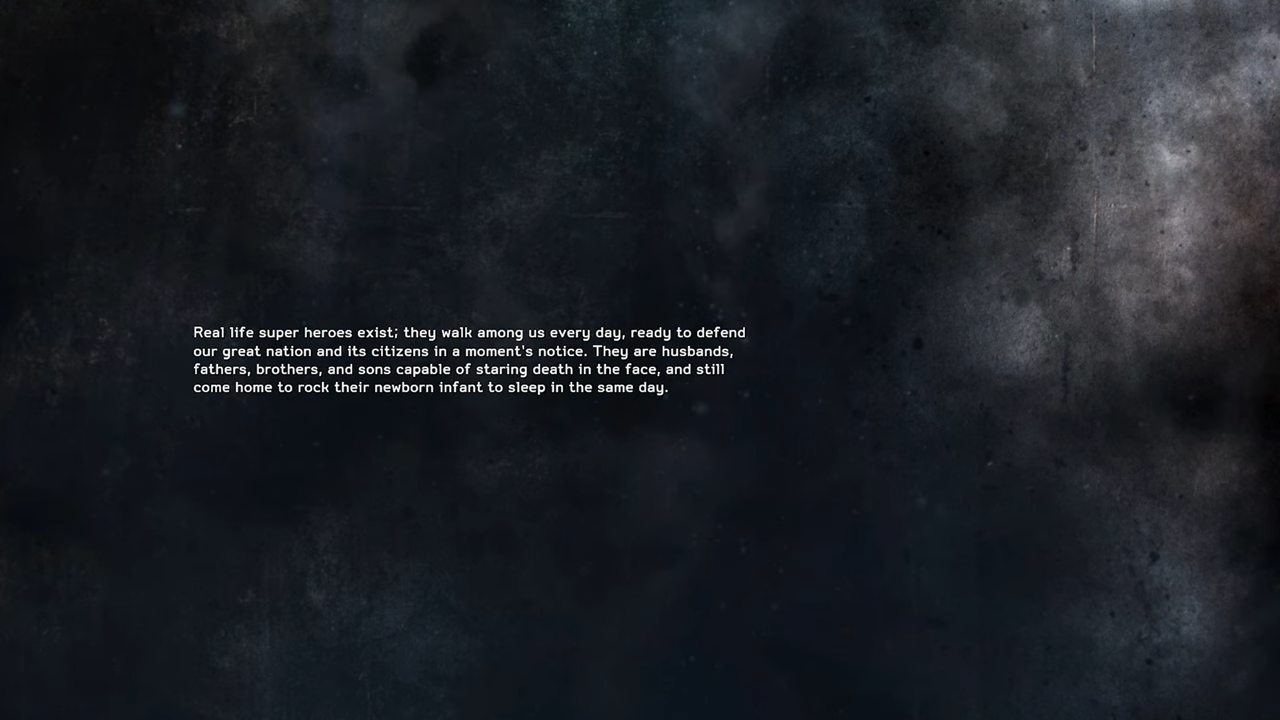 Real life super heroes exist; they walk among us every day, ready to defend
our great nation and its citizens in a moment's notice. They are husbands,
fathers, brothers, and sons capable of staring death in the face, and still
come home to rock their newborn infant to sleep in the same day.